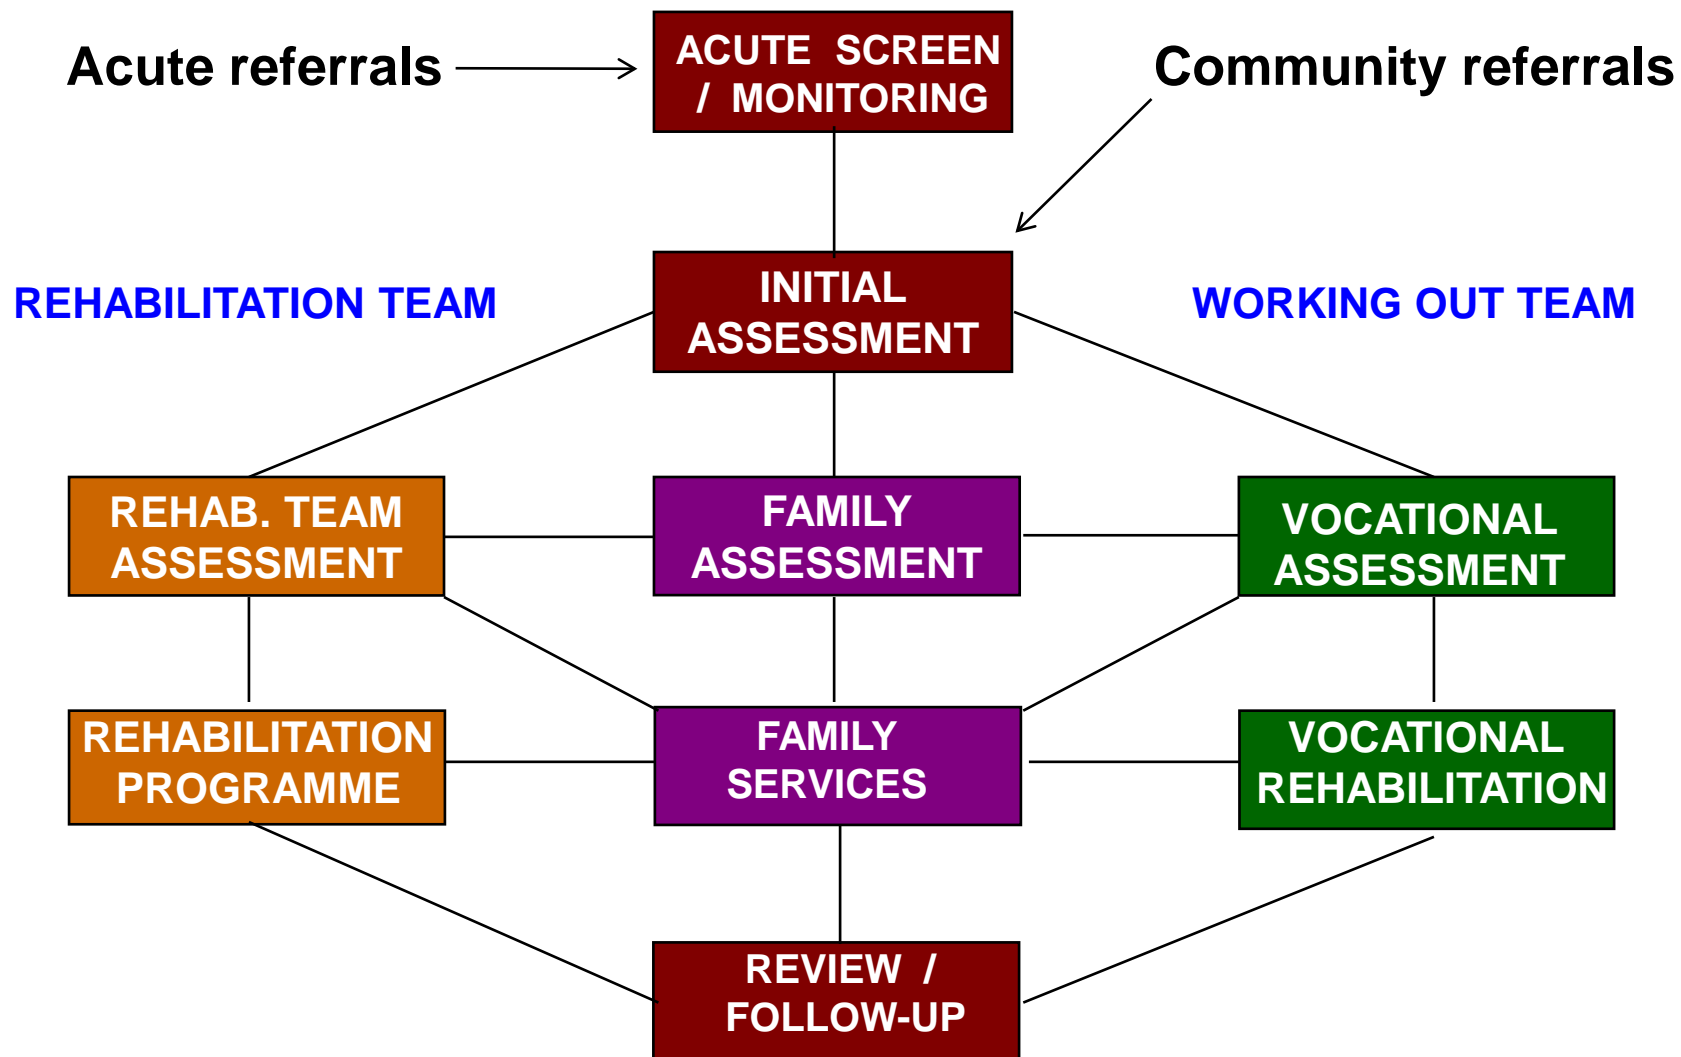 Acute referrals
ACUTE SCREEN
/ MONITORING
Community referrals
REHABILITATION TEAM
INITIAL
ASSESSMENT
WORKING OUT TEAM
REHAB. TEAM
ASSESSMENT
FAMILY
ASSESSMENT
VOCATIONAL
ASSESSMENT
REHABILITATION
PROGRAMME
FAMILY
SERVICES
VOCATIONAL
REHABILITATION
REVIEW /
FOLLOW-UP